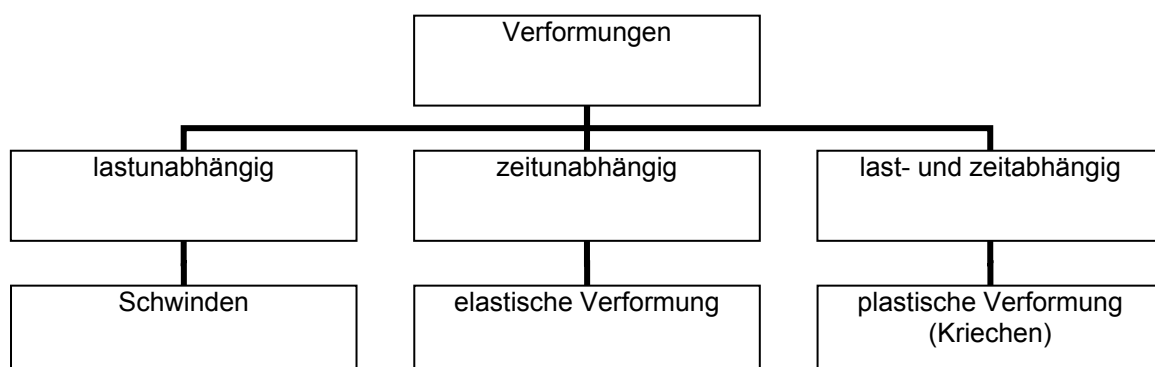 Verformungen
lastunabhängig
zeitunabhängig
last- und zeitabhängig
Schwinden
elastische Verformung
plastische Verformung
(Kriechen)